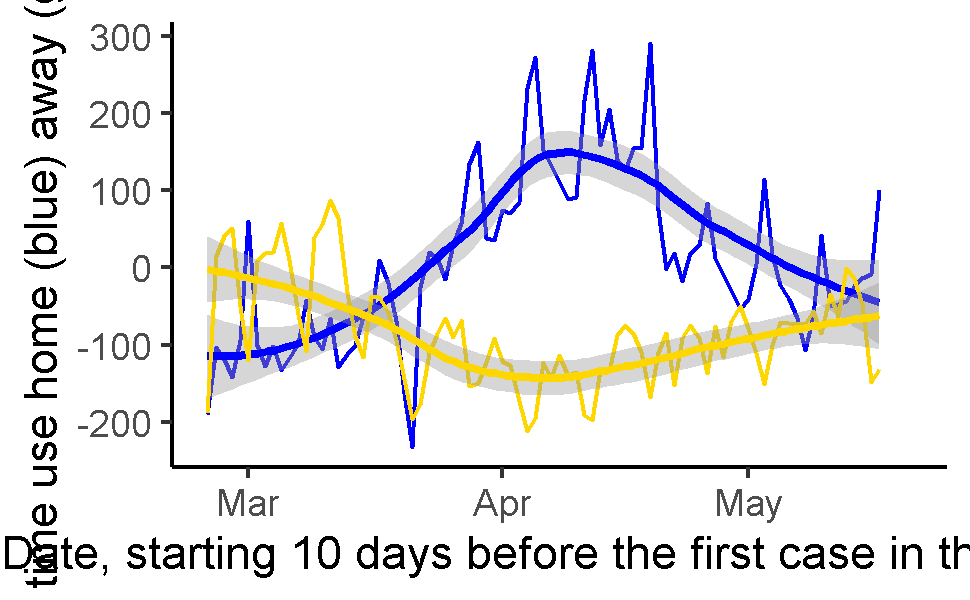 time use home (blue) away (
300
200
100
0
-100
-200
Mar Apr May
Date, starting 10 days before the first case in th